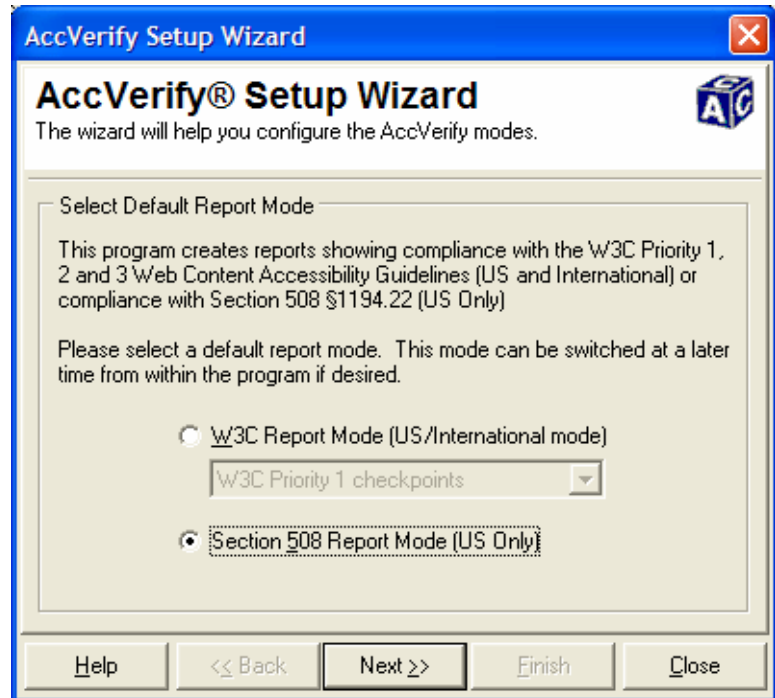 AccVerify Setup Wizard
AccVerify® Setup Wizard
The wizard will help you configure the AccVerify modes.
ACC
Select Default Report Mode
This program creates reports showing compliance with the W3C Priority 1,
2 and 3 Web Content Accessibility Guidelines (US and International) or
compliance with Section 508 §1194.22 (US Only)
Please select a default report mode. This mode can be switched at a later
time from within the program if desired.
W3C Report Mode (US/International mode)
W3C Priority 1 checkpoints
Section 508 Report Mode (US Only)
Help
<< Back
Next >>
Finish
Close